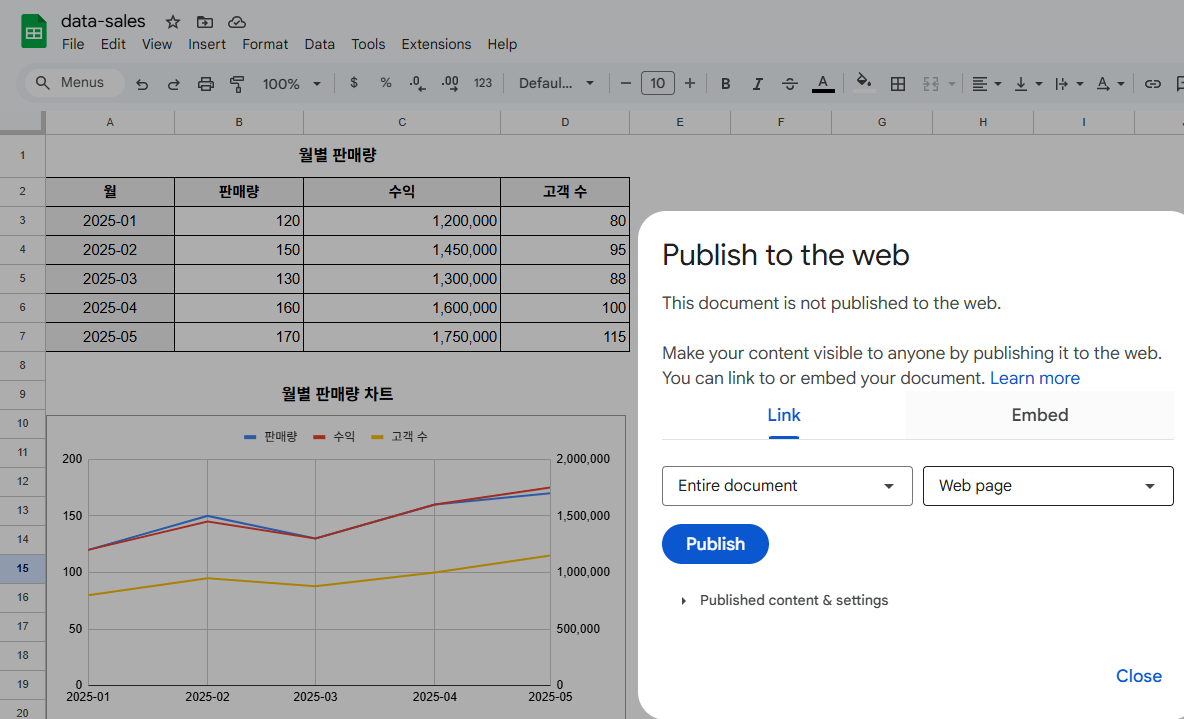 data-sales
File Edit View Insert Format Data Tools Extensions Help
Menus 100% $ % .0 .00 123 Defaul... − 10 + B I A
A B C D E F G H I
1 월별 판매량
2 월 판매량 수익 고객 수
3 2025-01 120 1,200,000 80
4 2025-02 150 1,450,000 95
5 2025-03 130 1,300,000 88
6 2025-04 160 1,600,000 100
7 2025-05 170 1,750,000 115
8
9 월별 판매량 차트
10
11
12
13
14
15
16
17
18
19
20
판매량 수익 고객 수
200 2,000,000
150 1,500,000
100 1,000,000
50 500,000
0 0
2025-01 2025-02 2025-03 2025-04 2025-05
Publish to the web
This document is not published to the web.
Make your content visible to anyone by publishing it to the web.
You can link to or embed your document. Learn more
Link Embed
Entire document Web page
Publish
Published content & settings
Close